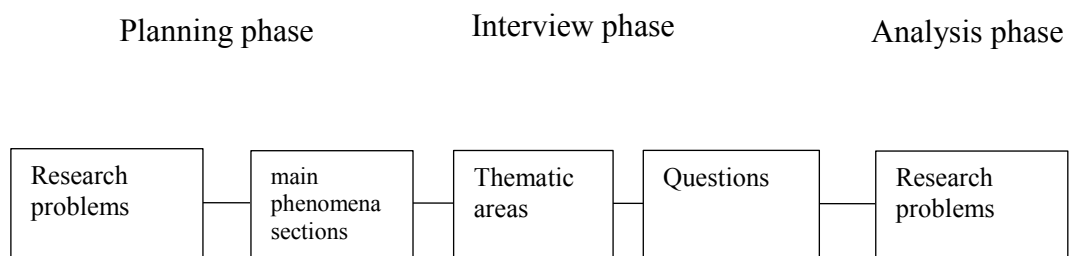 Planning phase
Interview phase
Analysis phase
Research
problems
main
phenomena
sections
Thematic
areas
Questions
Research
problems